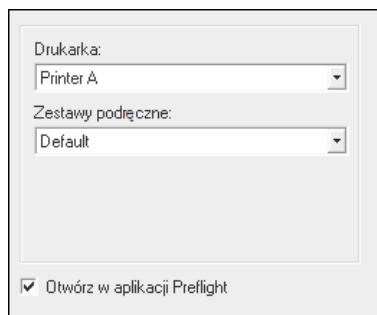 Drukarka:
Printer A
Zestawy podręczne:
Default
Otwórz w aplikacji Preflight